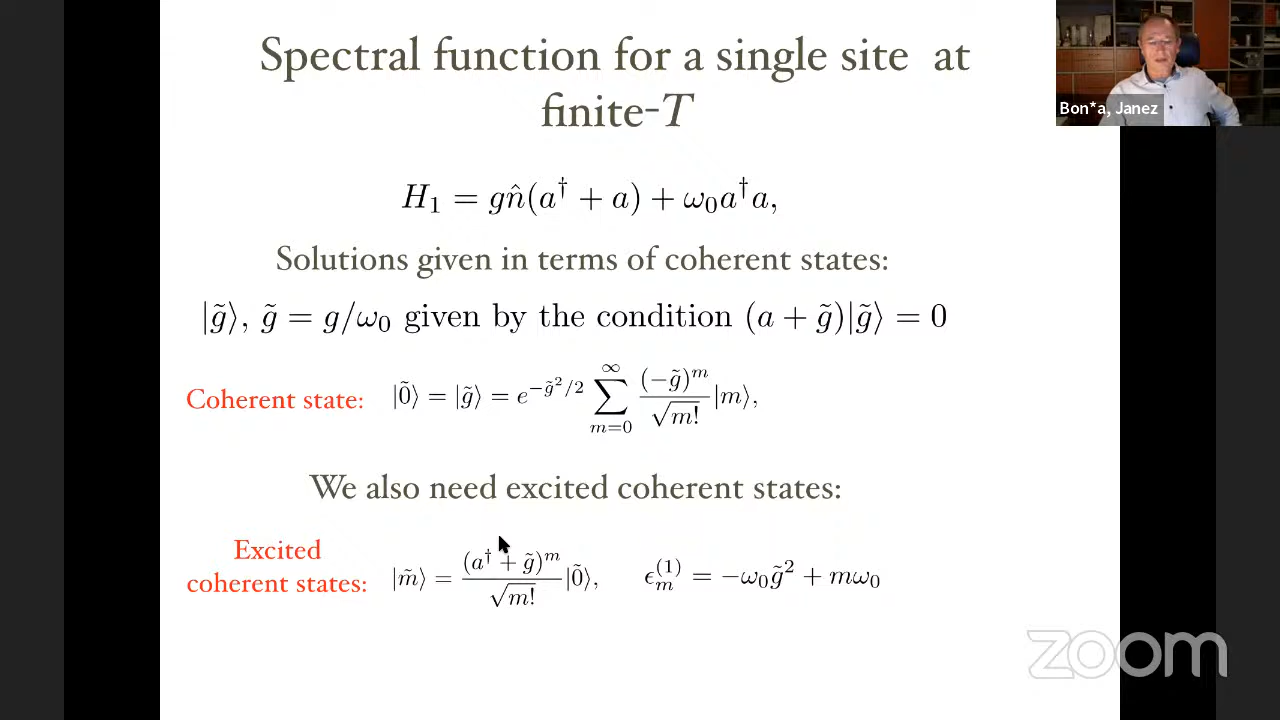 Spectral function for a single site at
finite-T
Bon*a, Janez
H₁ = gn̂(a† + a) + ω₀a†a,
Solutions given in terms of coherent states:
|g̃⟩, g̃ = g/ω₀ given by the condition (a + g̃)|g̃⟩ = 0
Coherent state: |0̃⟩ = |g̃⟩ = e^{−g̃²/2} ∑_{m=0}^{∞} (−g̃)^m / √m! |m⟩,
We also need excited coherent states:
Excited
coherent states: |m̃⟩ = (a† + g̃)^m / √m! |0̃⟩, ϵ_m^{(1)} = −ω₀g̃² + mω₀
zoom